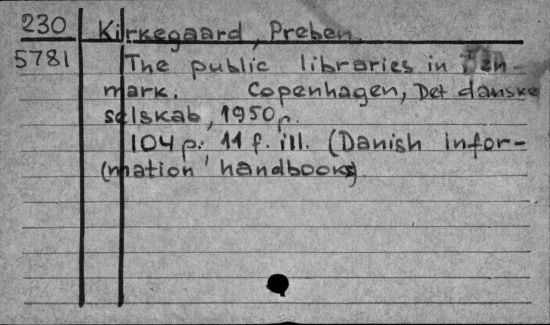 230 Kirkegaard, Preben.
5781 The public libraries in Den-
mark. Copenhagen, Det danske
selskab, 1950.
104 p. 11 f. ill. (Danish infor-
(mation handbooks)